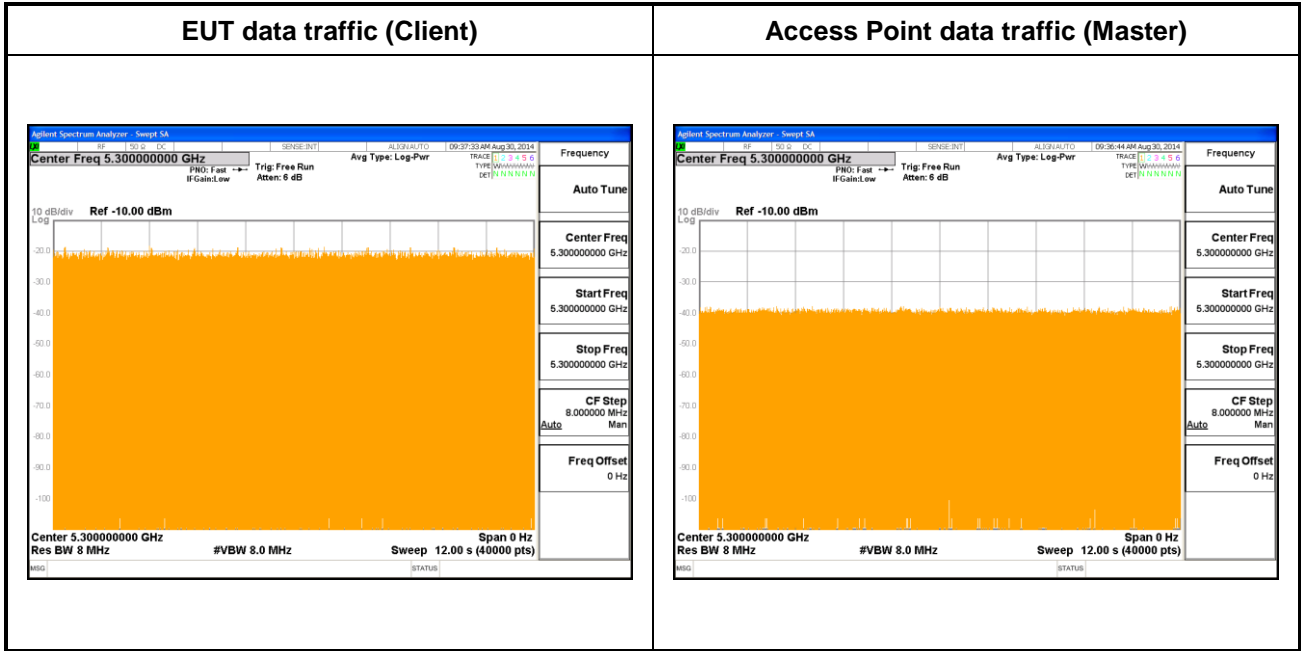 EUT data traffic (Client)
Access Point data traffic (Master)
Agilent Spectrum Analyzer - Swept SA
RF 50 Ω DC SENSE:INT ALIGNAUTO 09:37:33 AM Aug 30, 2014
Center Freq 5.300000000 GHz
PNO: Fast
IFGain:Low
Trig: Free Run
Atten: 6 dB
Avg Type: Log-Pwr
TRACE 1 2 3 4 5 6
TYPE
DET N N N N N N
10 dB/div Ref -10.00 dBm
Log
-20.0
-30.0
-40.0
-50.0
-60.0
-70.0
-80.0
-90.0
-100
Center 5.300000000 GHz Span 0 Hz
Res BW 8 MHz #VBW 8.0 MHz Sweep 12.00 s (40000 pts)
MSG STATUS
Frequency
Auto Tune
Center Freq
5.300000000 GHz
Start Freq
5.300000000 GHz
Stop Freq
5.300000000 GHz
CF Step
8.000000 MHz
Auto Man
Freq Offset
0 Hz
Agilent Spectrum Analyzer - Swept SA
RF 50 Ω DC SENSE:INT ALIGNAUTO 09:36:44 AM Aug 30, 2014
Center Freq 5.300000000 GHz
PNO: Fast
IFGain:Low
Trig: Free Run
Atten: 6 dB
Avg Type: Log-Pwr
TRACE 1 2 3 4 5 6
TYPE
DET N N N N N N
10 dB/div Ref -10.00 dBm
Log
-20.0
-30.0
-40.0
-50.0
-60.0
-70.0
-80.0
-90.0
-100
Center 5.300000000 GHz Span 0 Hz
Res BW 8 MHz #VBW 8.0 MHz Sweep 12.00 s (40000 pts)
MSG STATUS
Frequency
Auto Tune
Center Freq
5.300000000 GHz
Start Freq
5.300000000 GHz
Stop Freq
5.300000000 GHz
CF Step
8.000000 MHz
Auto Man
Freq Offset
0 Hz